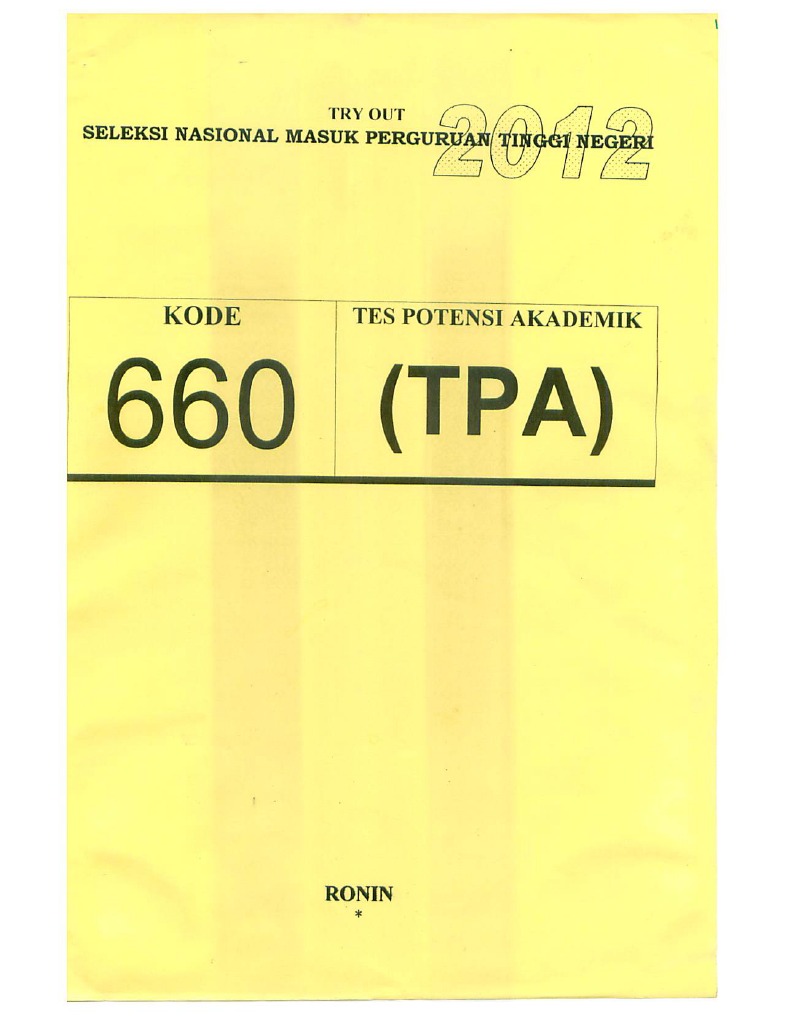 TRY OUT
SELEKSI NASIONAL MASUK PERGURUAN TINGGI NEGERI
2012
KODE
TES POTENSI AKADEMIK
660
(TPA)
RONIN
*